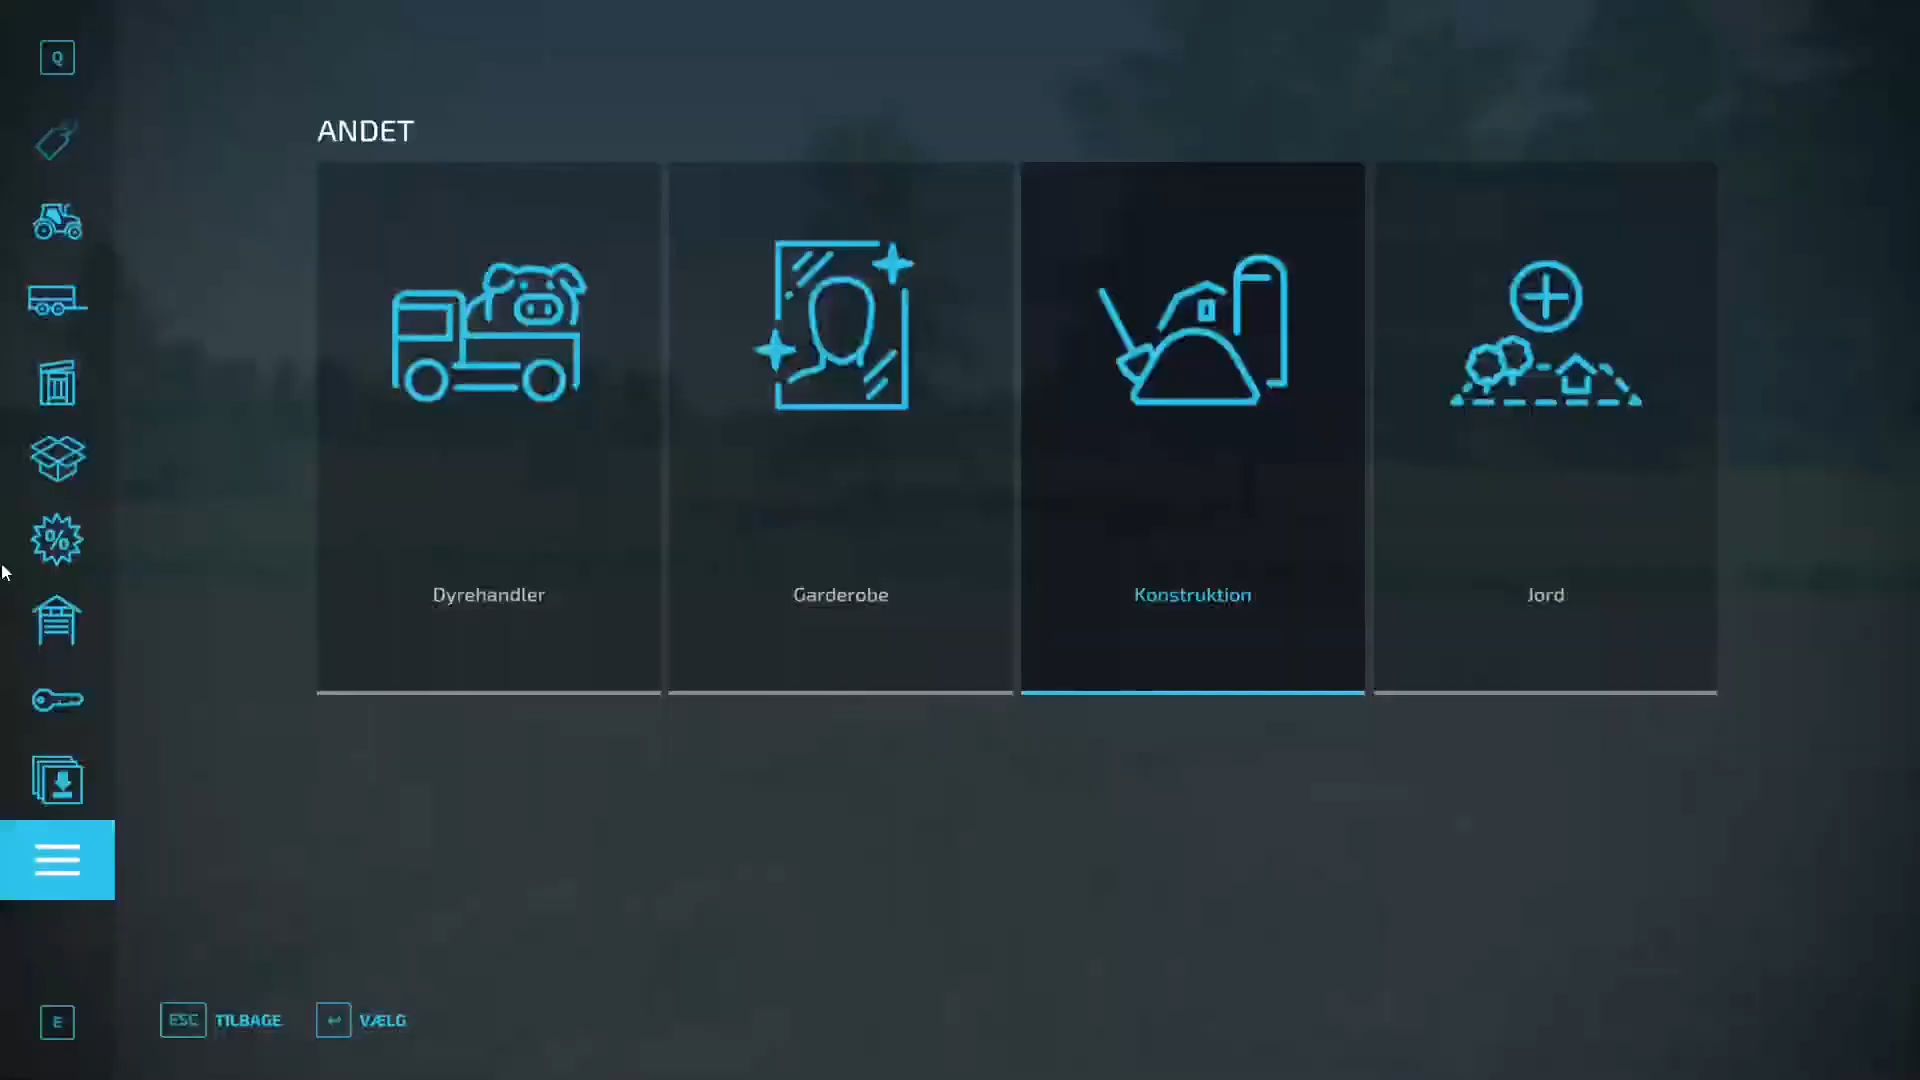 Q
ANDET
%
Dyrehandler
Garderobe
Konstruktion
Jord
E
ESC TILBAGE
VÆLG